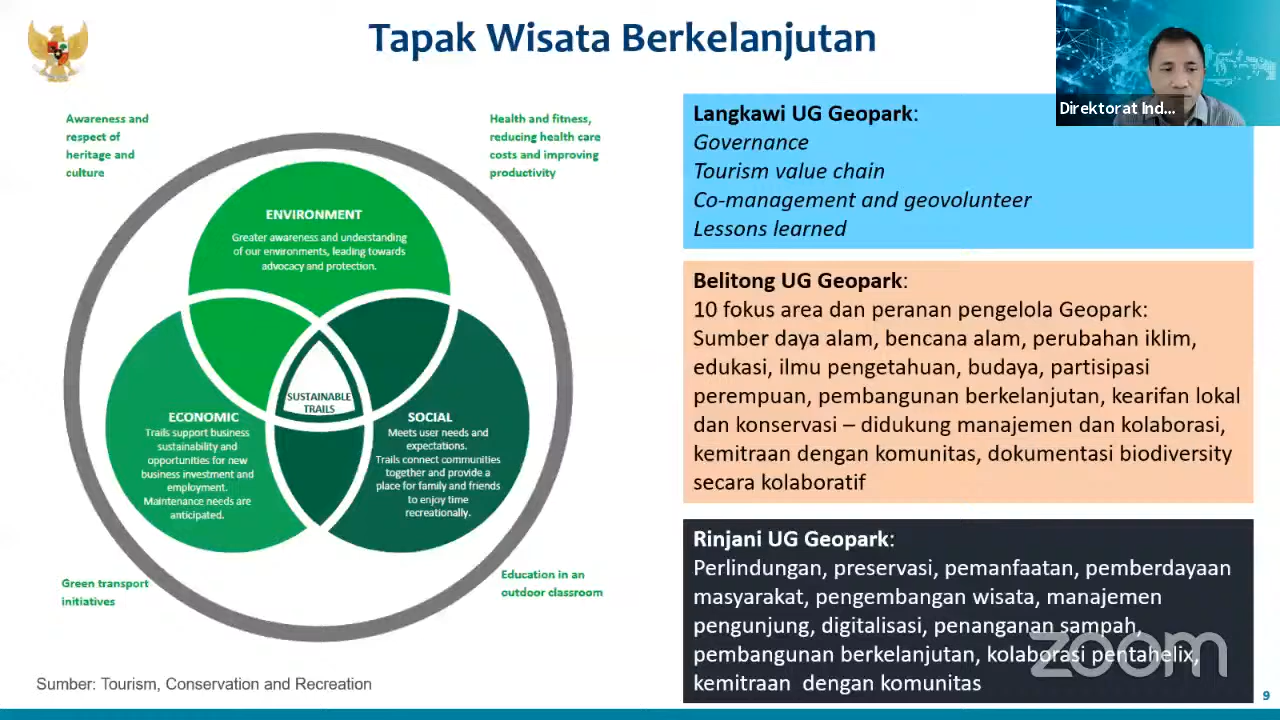 Tapak Wisata Berkelanjutan
Direktorat Ind...
Awareness and
respect of
heritage and
culture
Health and fitness,
reducing health care
costs and improving
productivity
ENVIRONMENT
Greater awareness and understanding
of our environments, leading towards
advocacy and protection.
SUSTAINABLE
TRAILS
ECONOMIC
Trails support business
sustainability and
opportunities for new
business investment and
employment.
Maintenance needs are
anticipated.
SOCIAL
Meets user needs and
expectations.
Trails connect communities
together and provide a
place for family and friends
to enjoy time
recreationally.
Green transport
initiatives
Education in an
outdoor classroom
Sumber: Tourism, Conservation and Recreation
Langkawi UG Geopark:
Governance
Tourism value chain
Co-management and geovolunteer
Lessons learned
Belitong UG Geopark:
10 fokus area dan peranan pengelola Geopark:
Sumber daya alam, bencana alam, perubahan iklim,
edukasi, ilmu pengetahuan, budaya, partisipasi
perempuan, pembangunan berkelanjutan, kearifan lokal
dan konservasi – didukung manajemen dan kolaborasi,
kemitraan dengan komunitas, dokumentasi biodiversity
secara kolaboratif
Rinjani UG Geopark:
Perlindungan, preservasi, pemanfaatan, pemberdayaan
masyarakat, pengembangan wisata, manajemen
pengunjung, digitalisasi, penanganan sampah,
pembangunan berkelanjutan, kolaborasi pentahelix,
kemitraan dengan komunitas
zoom
9